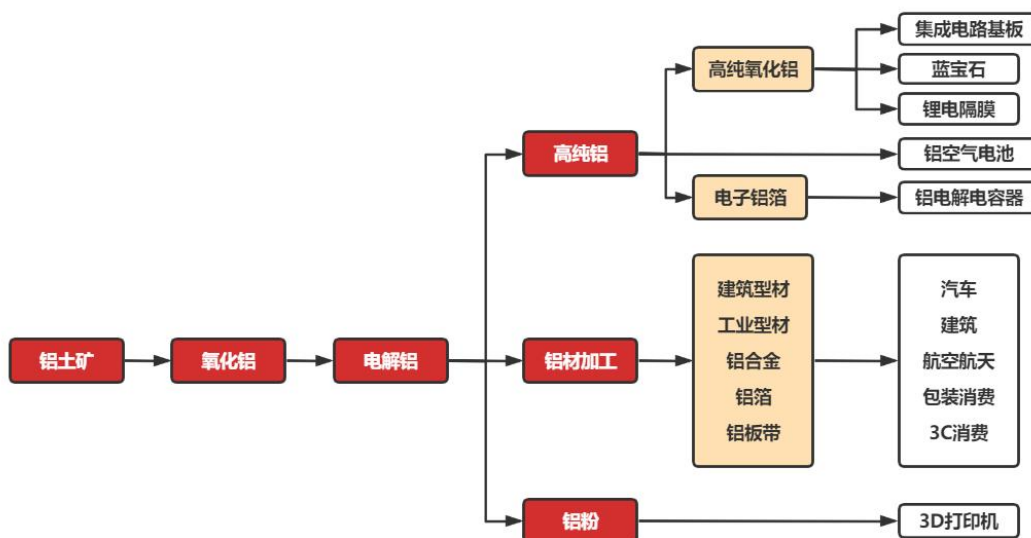 铝土矿
氧化铝
电解铝
高纯铝
高纯氧化铝
集成电路基板
蓝宝石
锂电隔膜
铝空气电池
电子铝箔
铝电解电容器
铝材加工
建筑型材
工业型材
铝合金
铝箔
铝板带
汽车
建筑
航空航天
包装消费
3C消费
铝粉
3D打印机